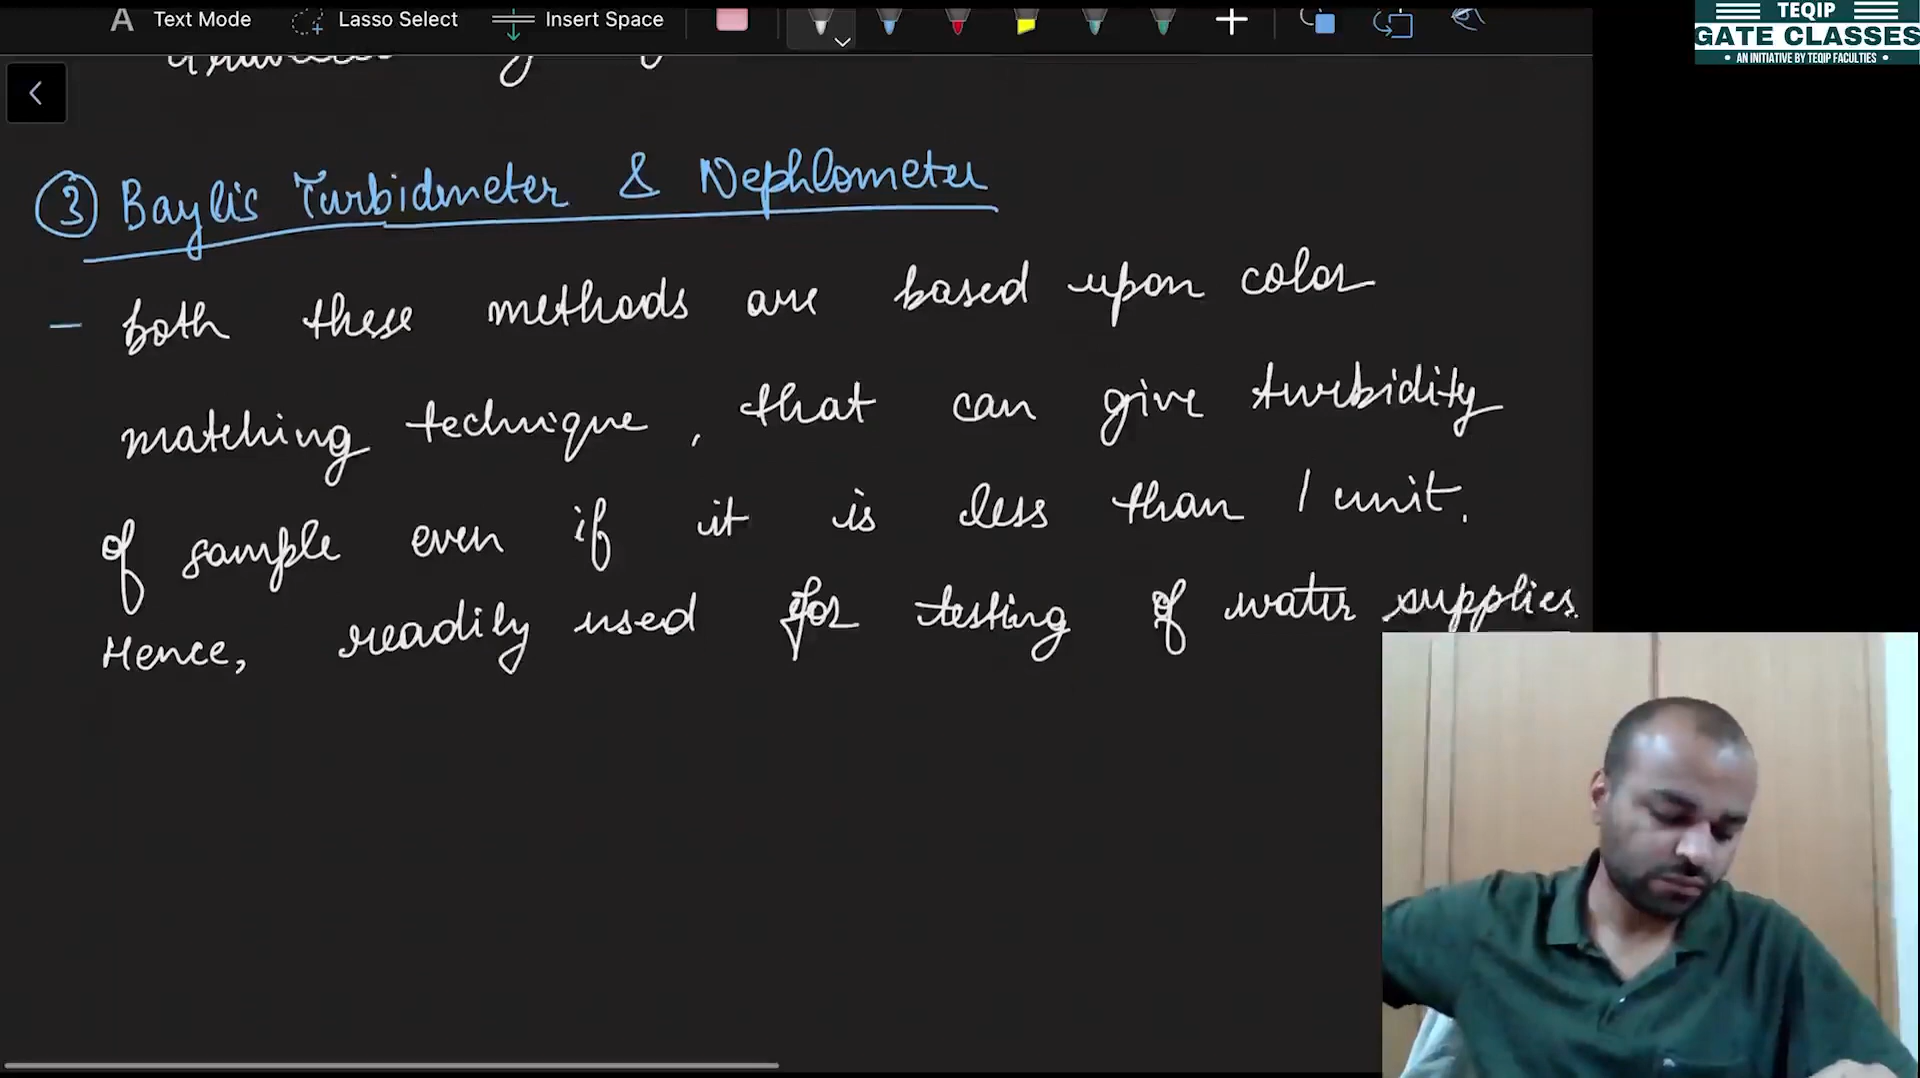 A Text Mode Lasso Select Insert Space
TEQIP
GATE CLASSES
• AN INITIATIVE BY TEQIP FACULTIES •
③ Baylis Turbidmeter & Nephlometer
- both these methods are based upon color
matching technique, that can give turbidity
of sample even if it is less than 1 unit.
Hence, readily used for testing of water supplies.